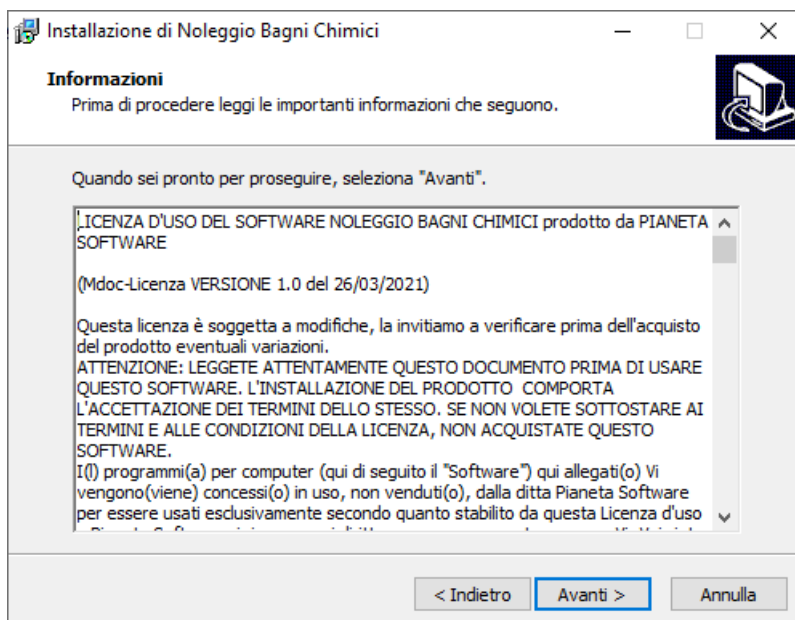 Installazione di Noleggio Bagni Chimici
Informazioni
Prima di procedere leggi le importanti informazioni che seguono.
Quando sei pronto per proseguire, seleziona "Avanti".
LICENZA D'USO DEL SOFTWARE NOLEGGIO BAGNI CHIMICI prodotto da PIANETA
SOFTWARE
(Mdoc-Licenza VERSIONE 1.0 del 26/03/2021)
Questa licenza è soggetta a modifiche, la invitiamo a verificare prima dell'acquisto
del prodotto eventuali variazioni.
ATTENZIONE: LEGGETE ATTENTAMENTE QUESTO DOCUMENTO PRIMA DI USARE
QUESTO SOFTWARE. L'INSTALLAZIONE DEL PRODOTTO  COMPORTA
L'ACCETTAZIONE DEI TERMINI DELLO STESSO. SE NON VOLETE SOTTOSTARE AI
TERMINI E ALLE CONDIZIONI DELLA LICENZA, NON ACQUISTATE QUESTO
SOFTWARE.
I(l) programmi(a) per computer (qui di seguito il "Software") qui allegati(o) Vi
vengono(viene) concessi(o) in uso, non venduti(o), dalla ditta Pianeta Software
per essere usati esclusivamente secondo quanto stabilito da questa Licenza d'uso
< Indietro
Avanti >
Annulla